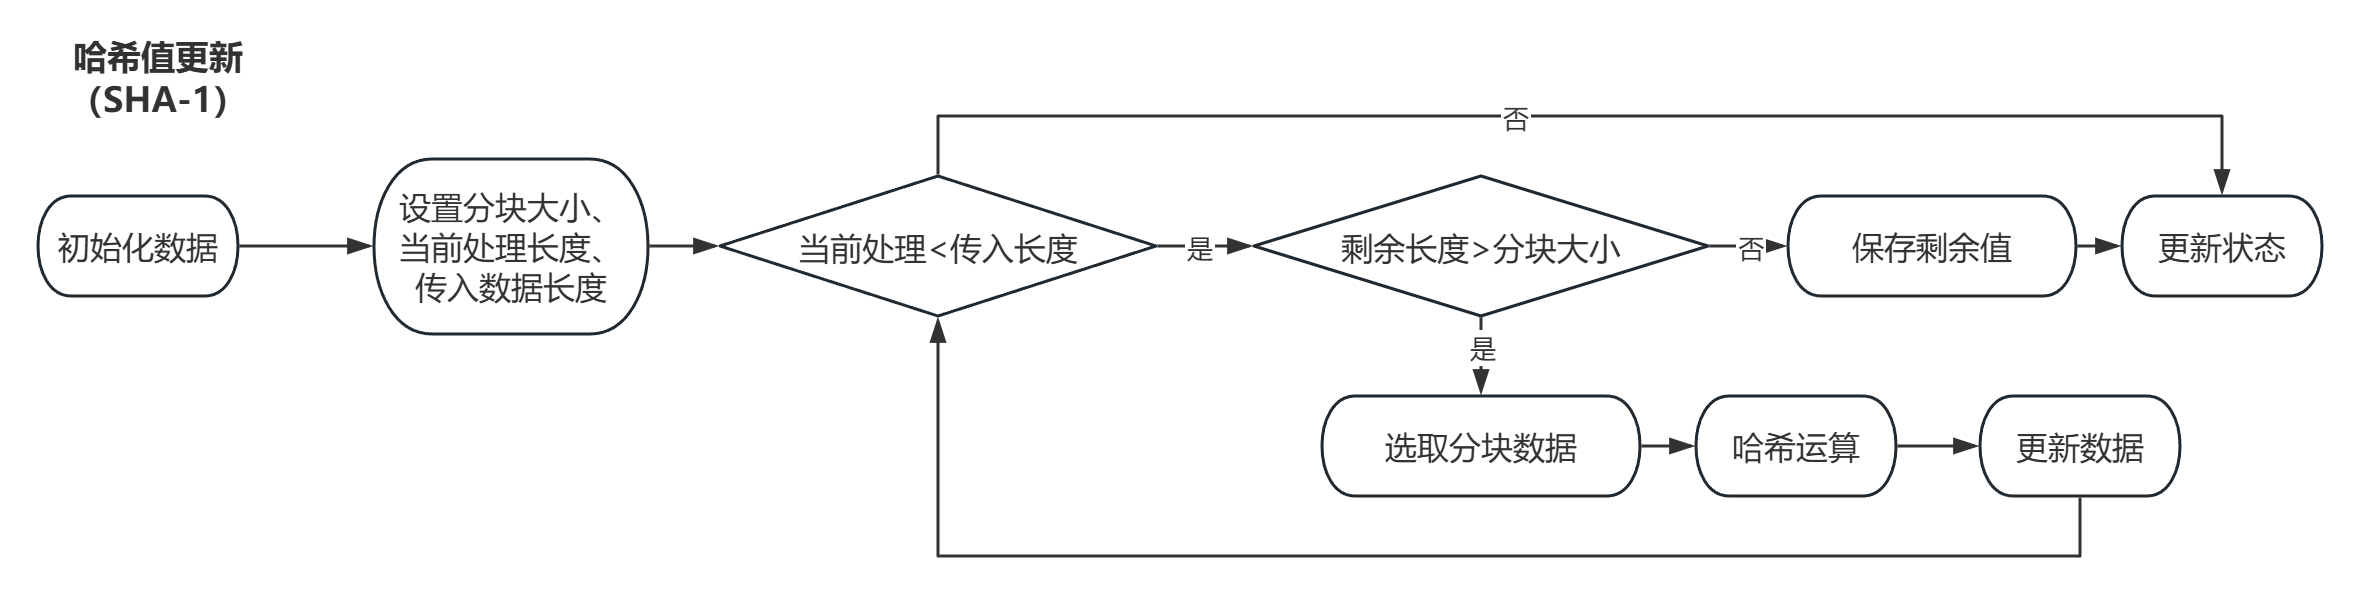 哈希值更新
（SHA-1）
否
初始化数据
设置分块大小、
当前处理长度、
传入数据长度
当前处理<传入长度
是
剩余长度>分块大小
否
保存剩余值
更新状态
是
选取分块数据
哈希运算
更新数据